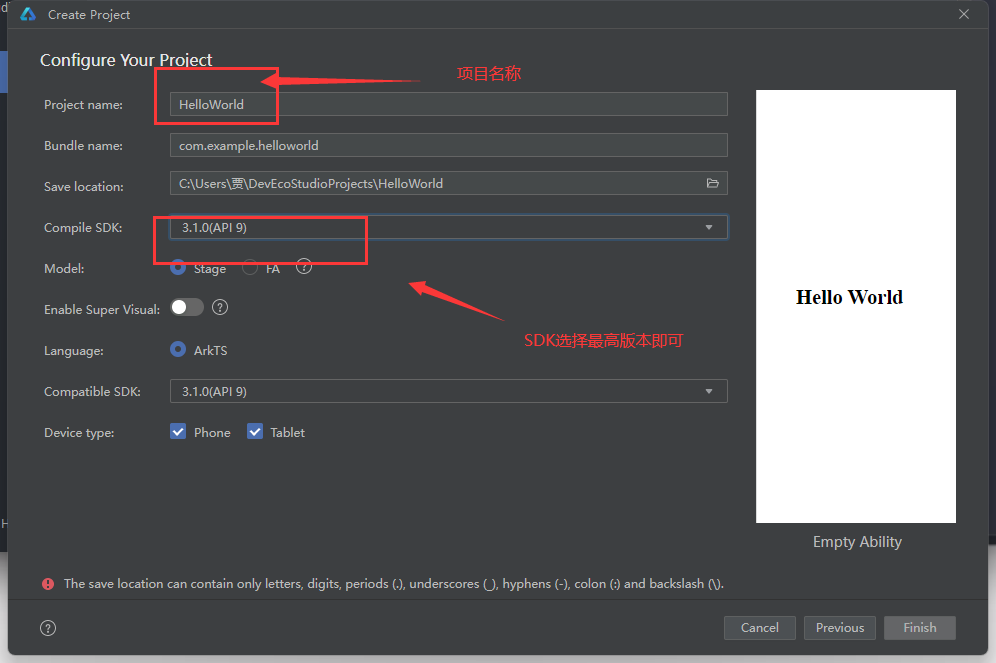 Create Project
Configure Your Project
项目名称
Project name:
HelloWorld
Bundle name:
com.example.helloworld
Save location:
C:\Users\贾\DevEcoStudioProjects\HelloWorld
Compile SDK:
3.1.0(API 9)
Model:
Stage
FA
?
Enable Super Visual:
?
SDK选择最高版本即可
Language:
ArkTS
Compatible SDK:
3.1.0(API 9)
Device type:
Phone
Tablet
Hello World
Empty Ability
The save location can contain only letters, digits, periods (.), underscores (_), hyphens (-), colon (:) and backslash (\).
?
Cancel
Previous
Finish